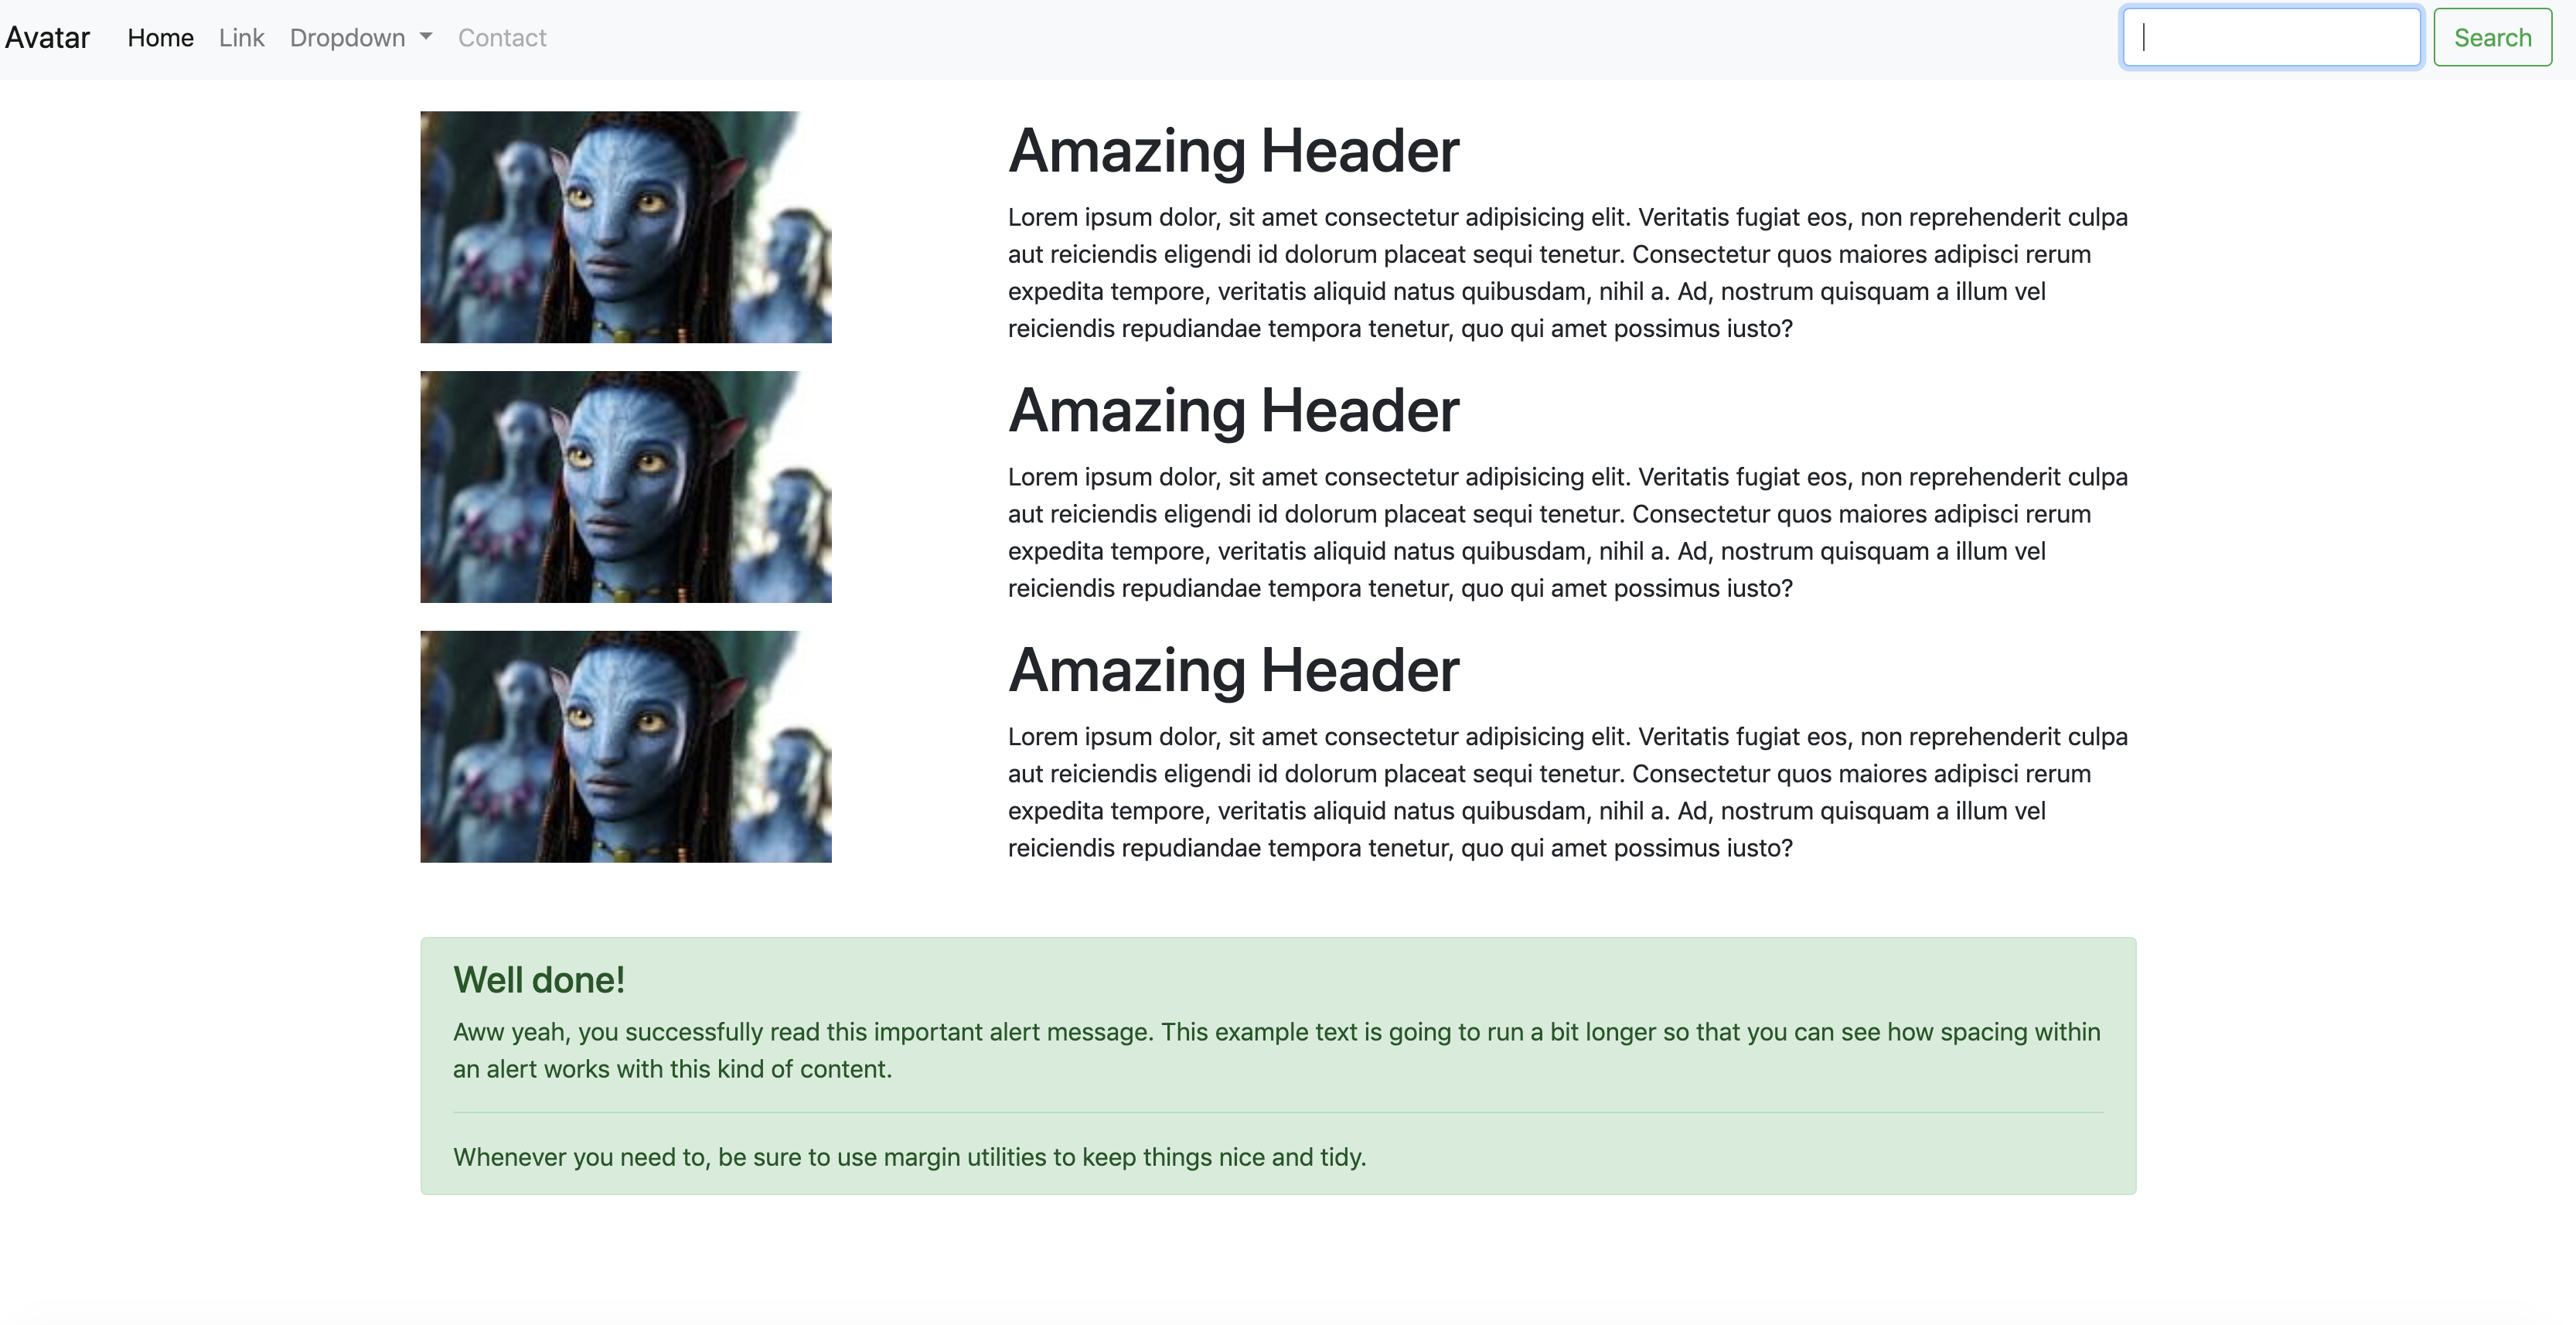 Avatar Home Link Dropdown Contact Search
Amazing Header
Lorem ipsum dolor, sit amet consectetur adipisicing elit. Veritatis fugiat eos, non reprehenderit culpa
aut reiciendis eligendi id dolorum placeat sequi tenetur. Consectetur quos maiores adipisci rerum
expedita tempore, veritatis aliquid natus quibusdam, nihil a. Ad, nostrum quisquam a illum vel
reiciendis repudiandae tempora tenetur, quo qui amet possimus iusto?
Amazing Header
Lorem ipsum dolor, sit amet consectetur adipisicing elit. Veritatis fugiat eos, non reprehenderit culpa
aut reiciendis eligendi id dolorum placeat sequi tenetur. Consectetur quos maiores adipisci rerum
expedita tempore, veritatis aliquid natus quibusdam, nihil a. Ad, nostrum quisquam a illum vel
reiciendis repudiandae tempora tenetur, quo qui amet possimus iusto?
Amazing Header
Lorem ipsum dolor, sit amet consectetur adipisicing elit. Veritatis fugiat eos, non reprehenderit culpa
aut reiciendis eligendi id dolorum placeat sequi tenetur. Consectetur quos maiores adipisci rerum
expedita tempore, veritatis aliquid natus quibusdam, nihil a. Ad, nostrum quisquam a illum vel
reiciendis repudiandae tempora tenetur, quo qui amet possimus iusto?
Well done!
Aww yeah, you successfully read this important alert message. This example text is going to run a bit longer so that you can see how spacing within
an alert works with this kind of content.
Whenever you need to, be sure to use margin utilities to keep things nice and tidy.